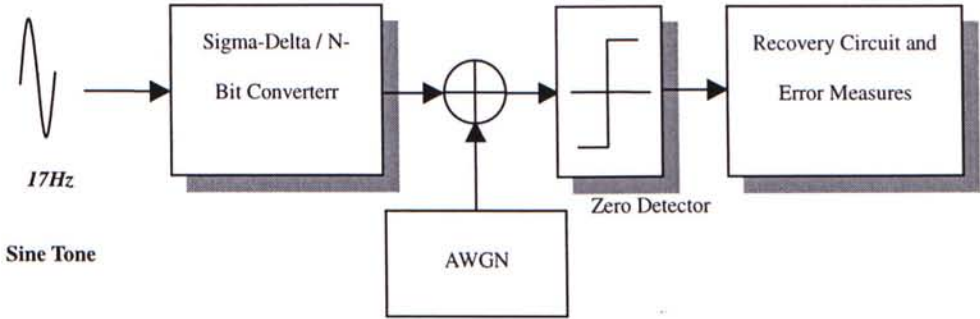 Sigma-Delta / N-
Bit Converterr
Recovery Circuit and
Error Measures
17Hz
Zero Detector
Sine Tone
AWGN